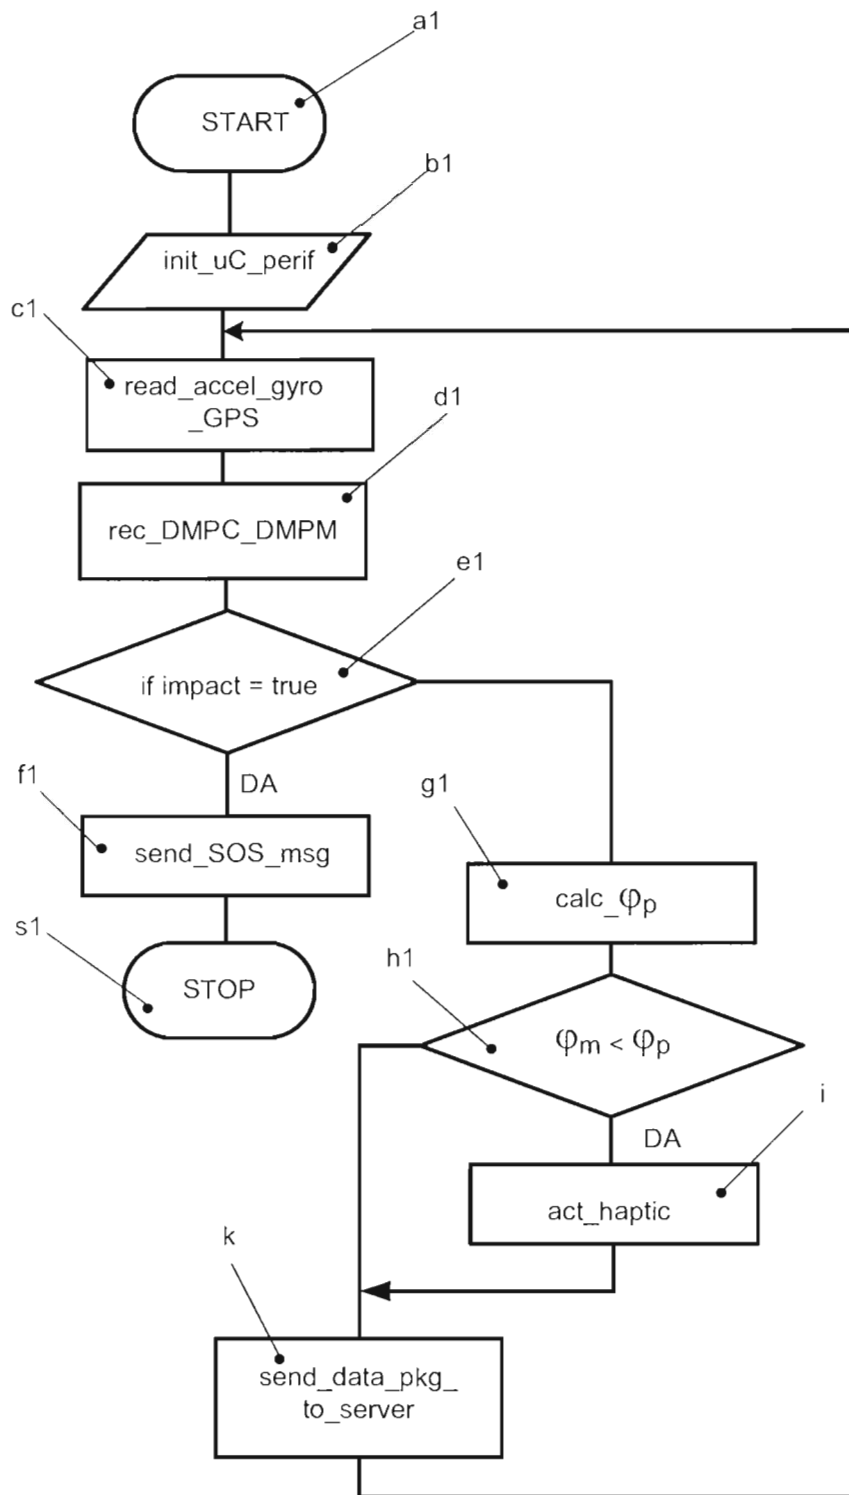 a1
START
b1
init_uC_perif
c1
read_accel_gyro
_GPS
d1
rec_DMPC_DMPM
e1
if impact = true
DA
f1
send_SOS_msg
g1
calc_φp
s1
STOP
h1
φm < φp
DA
i
act_haptic
k
send_data_pkg_
to_server